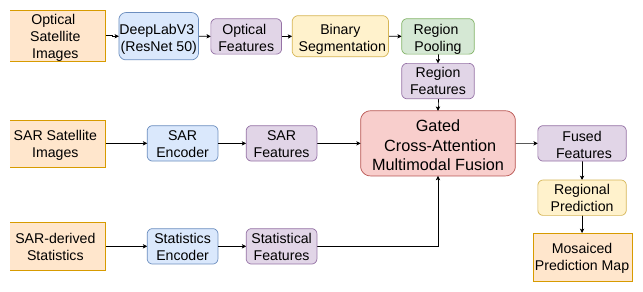 Optical
Satellite
Images
DeepLabV3
(ResNet 50)
Optical
Features
Binary
Segmentation
Region
Pooling
Region
Features
SAR Satellite
Images
SAR
Encoder
SAR
Features
Gated
Cross-Attention
Multimodal Fusion
Fused
Features
Regional
Prediction
SAR-derived
Statistics
Statistics
Encoder
Statistical
Features
Mosaiced
Prediction Map